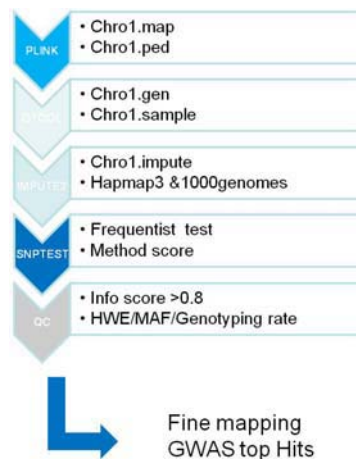 PLINK
• Chro1.map
• Chro1.ped
GTOOL
• Chro1.gen
• Chro1.sample
IMPUTE2
• Chro1.impute
• Hapmap3 &1000genomes
SNPTEST
• Frequentist test
• Method score
QC
• Info score >0.8
• HWE/MAF/Genotyping rate
Fine mapping
GWAS top Hits